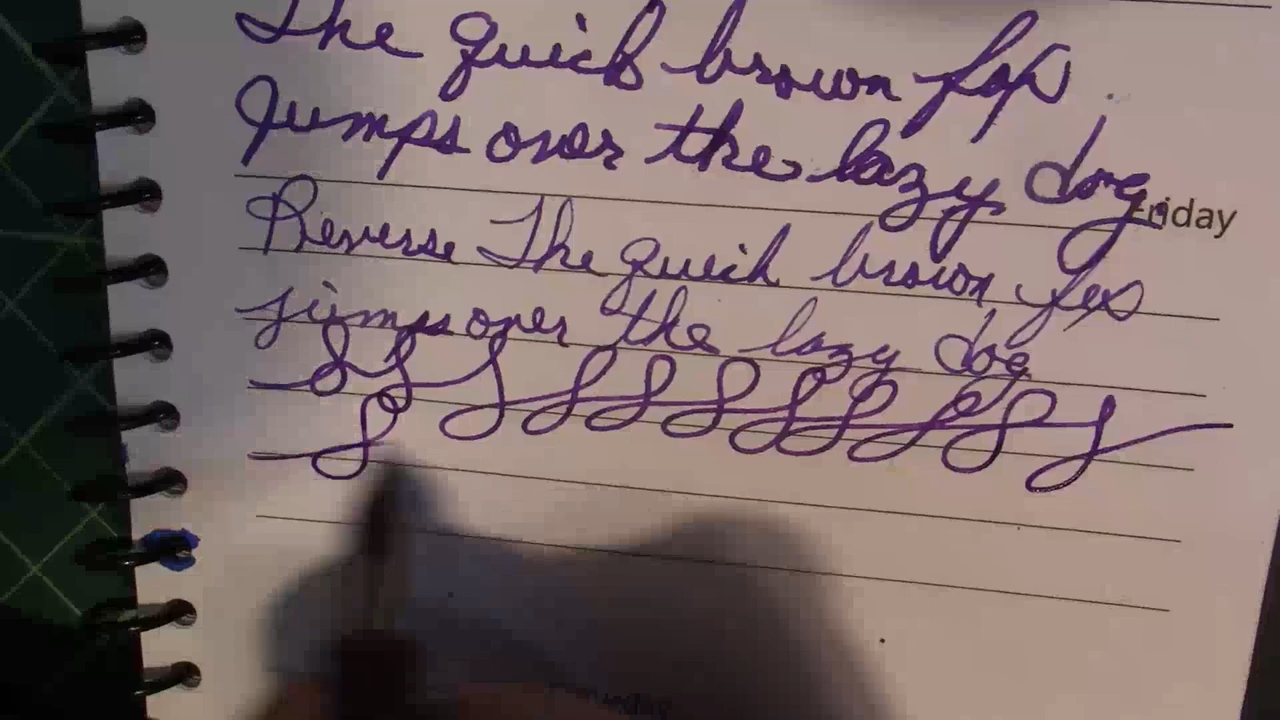 The quick brown fox
Jumps over the lazy dog
Friday
Reverse The quick brown fox
jumps over the lazy dog